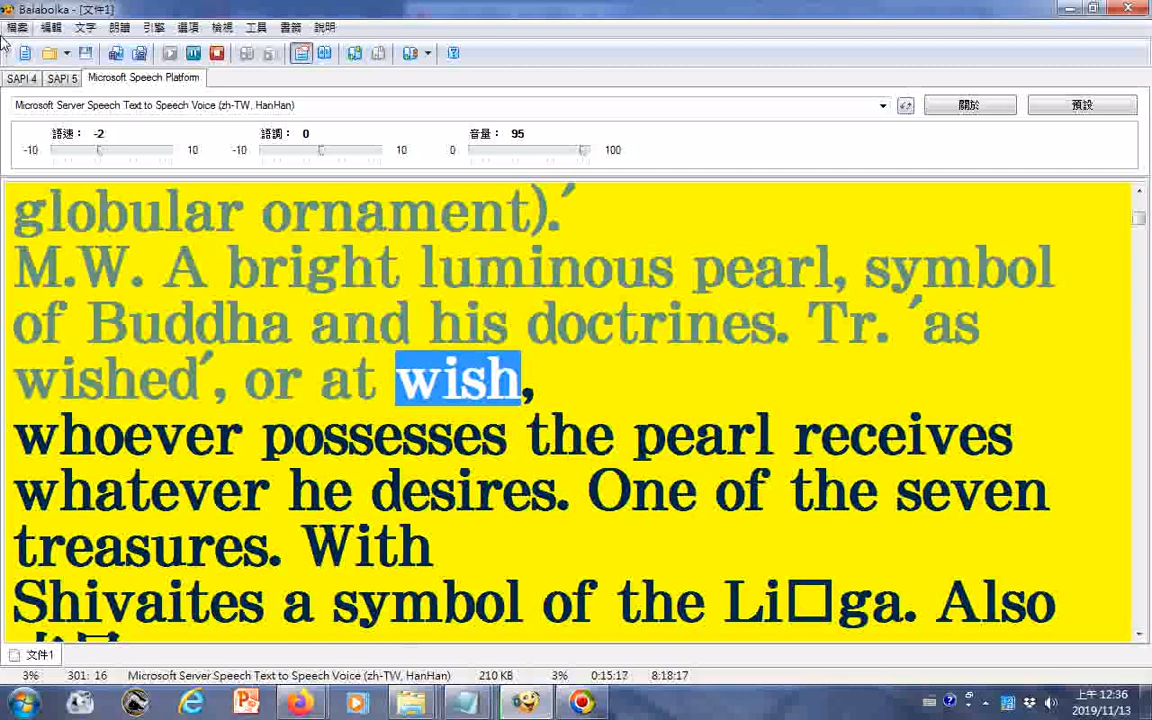 Balabolka - [文件1]
檔案 編輯 文字 朗讀 引擎 選項 檢視 工具 書籤 說明
SAPI 4 SAPI 5 Microsoft Speech Platform
Microsoft Server Speech Text to Speech Voice (zh-TW, HanHan) 關於 預設
語速： -2 語調： 0 音量： 95
-10 10 -10 10 0 100
globular ornament).′
M.W. A bright luminous pearl, symbol
of Buddha and his doctrines. Tr. ′as
wished′, or at wish,
whoever possesses the pearl receives
whatever he desires. One of the seven
treasures. With
Shivaites a symbol of the Li□ga. Also
文件1
3% 301: 16 Microsoft Server Speech Text to Speech Voice (zh-TW, HanHan) 210 KB 3% 0:15:17 8:18:17
上午 12:36
2019/11/13